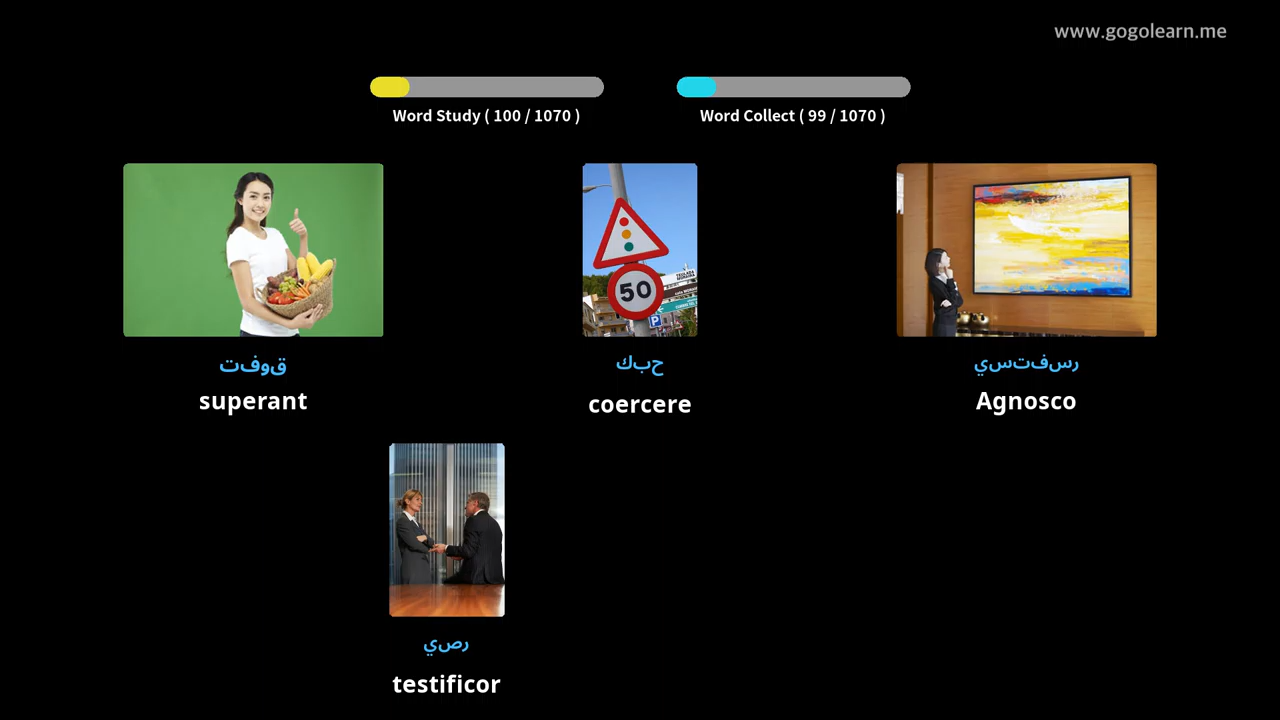 www.gogolearn.me
Word Study ( 100 / 1070 )
Word Collect ( 99 / 1070 )
50
P
قوفت
superant
حبك
coercere
رسفتسي
Agnosco
رصي
testificor